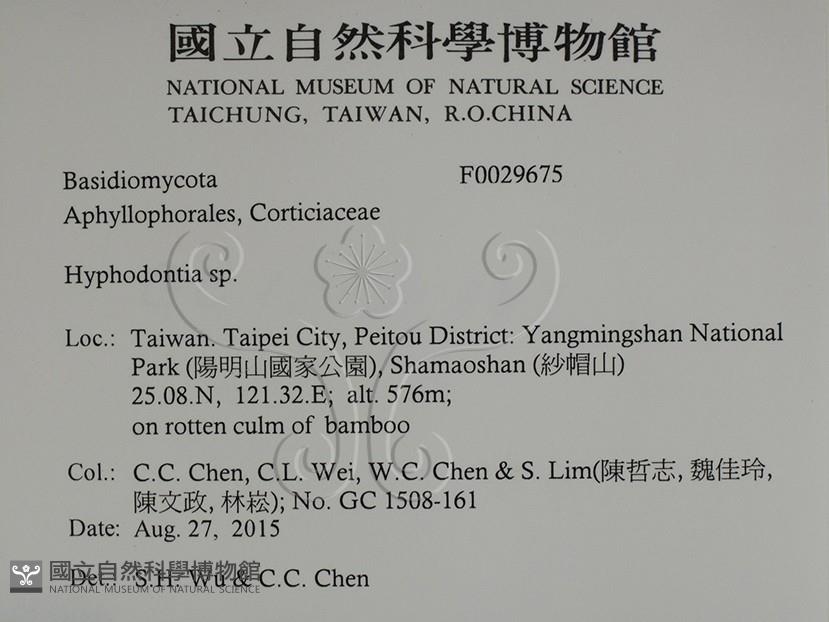 國立自然科學博物館
NATIONAL MUSEUM OF NATURAL SCIENCE
TAICHUNG, TAIWAN, R.O.CHINA
Basidiomycota F0029675
Aphyllophorales, Corticiaceae
Hyphodontia sp.
Loc.: Taiwan. Taipei City, Peitou District: Yangmingshan National
Park (陽明山國家公園), Shamaoshan (紗帽山)
25.08.N, 121.32.E; alt. 576m;
on rotten culm of bamboo
Col.: C.C. Chen, C.L. Wei, W.C. Chen & S. Lim(陳哲志, 魏佳玲,
陳文政, 林崧); No. GC 1508-161
Date: Aug. 27, 2015
Det.: S.H. Wu & C.C. Chen
國立自然科學博物館
NATIONAL MUSEUM OF NATURAL SCIENCE